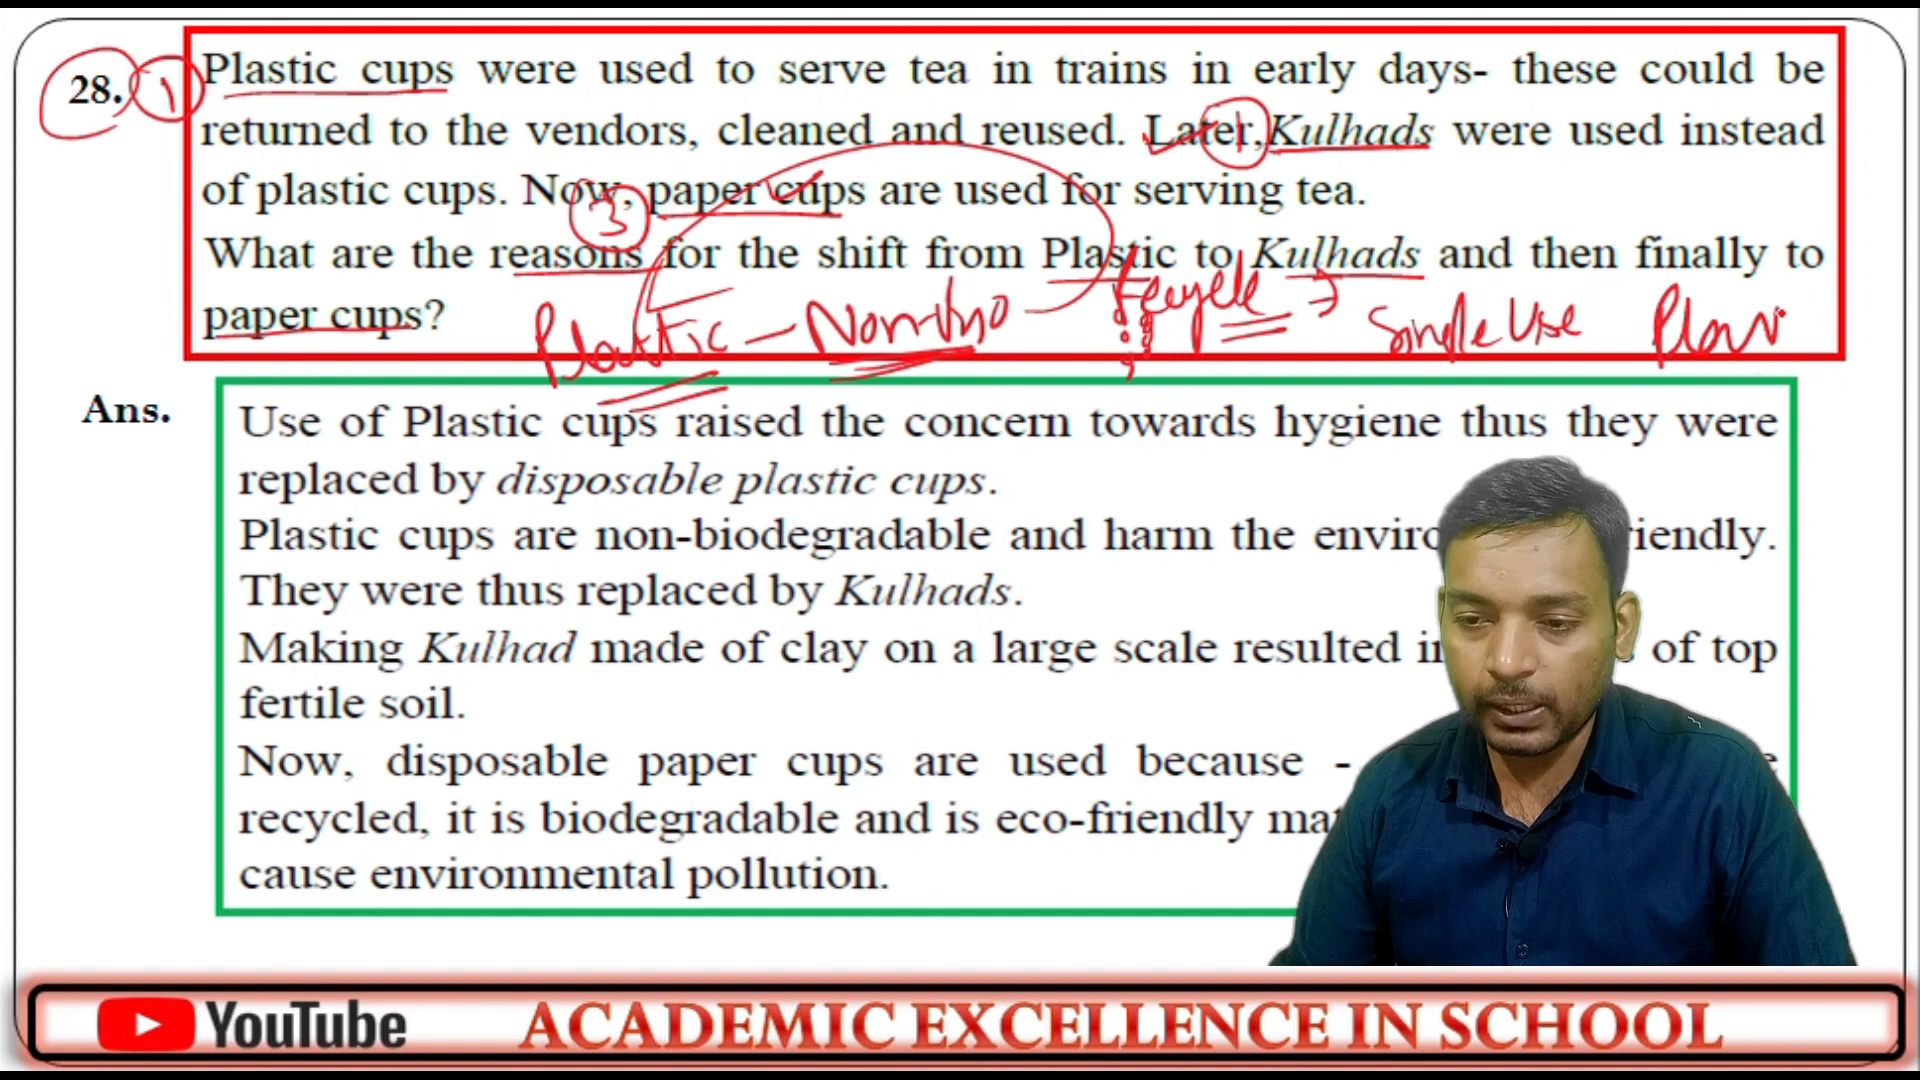 28. ① Plastic cups were used to serve tea in trains in early days- these could be
returned to the vendors, cleaned and reused. Later, ① Kulhads were used instead
of plastic cups. Now, paper cups are used for serving tea.
③
What are the reasons for the shift from Plastic to Kulhads and then finally to
paper cups?
Plastic - Non-bio recycle → Single Use
Ans. Use of Plastic cups raised the concern towards hygiene thus they were
replaced by disposable plastic cups.
Plastic cups are non-biodegradable and harm the
They were thus replaced by Kulhads.
Making Kulhad made of clay on a large scale resulted of top
fertile soil.
Now, disposable paper cups are used because -
recycled, it is biodegradable and is eco-friendly
cause environmental pollution.
YouTube ACADEMIC EXCELLENCE IN SCHOOL